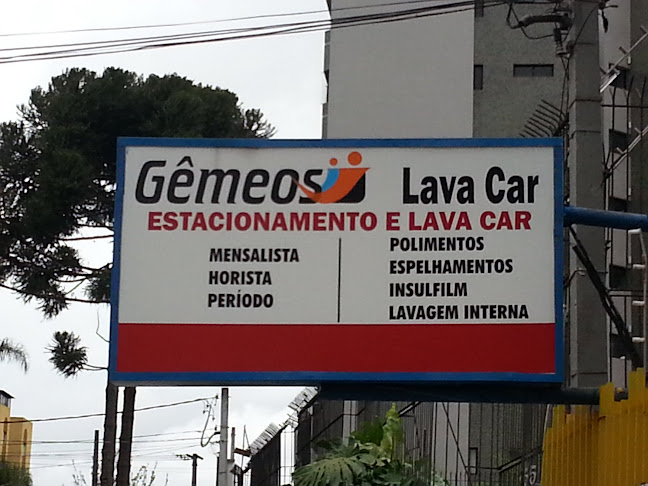 Gêmeos Lava Car
ESTACIONAMENTO E LAVA CAR
MENSALISTA
HORISTA
PERÍODO
POLIMENTOS
ESPELHAMENTOS
INSULFILM
LAVAGEM INTERNA